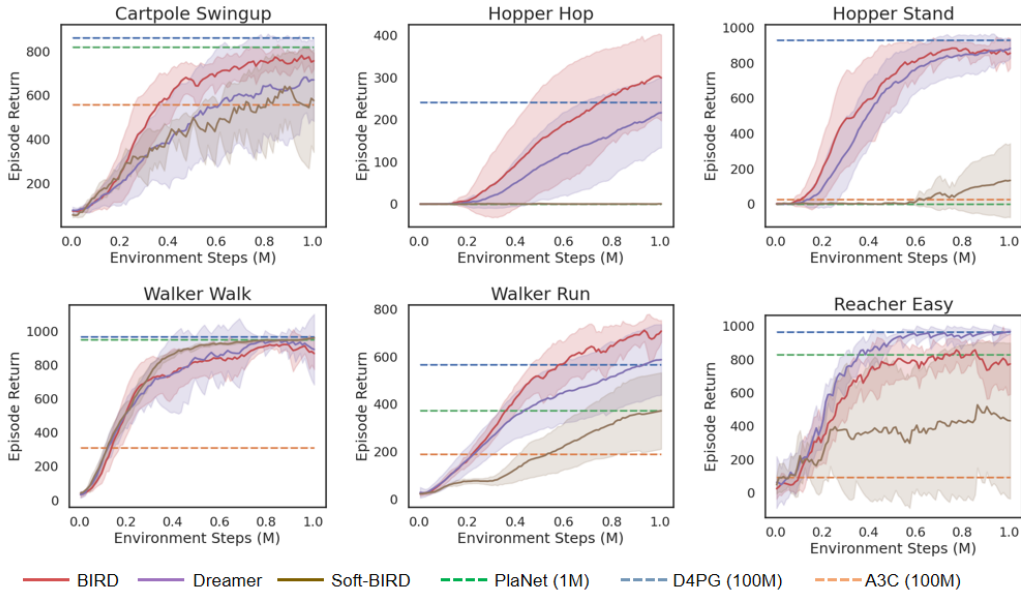 Cartpole Swingup
Episode Return
800
600
400
200
0.0 0.2 0.4 0.6 0.8 1.0
Environment Steps (M)
Hopper Hop
Episode Return
400
300
200
100
0
0.0 0.2 0.4 0.6 0.8 1.0
Environment Steps (M)
Hopper Stand
Episode Return
1000
800
600
400
200
0
0.0 0.2 0.4 0.6 0.8 1.0
Environment Steps (M)
Walker Walk
Episode Return
1000
800
600
400
200
0
0.0 0.2 0.4 0.6 0.8 1.0
Environment Steps (M)
Walker Run
Episode Return
800
600
400
200
0
0.0 0.2 0.4 0.6 0.8 1.0
Environment Steps (M)
Reacher Easy
Episode Return
1000
800
600
400
200
0
0.0 0.2 0.4 0.6 0.8 1.0
Environment Steps (M)
BIRD Dreamer Soft-BIRD PlaNet (1M) D4PG (100M) A3C (100M)